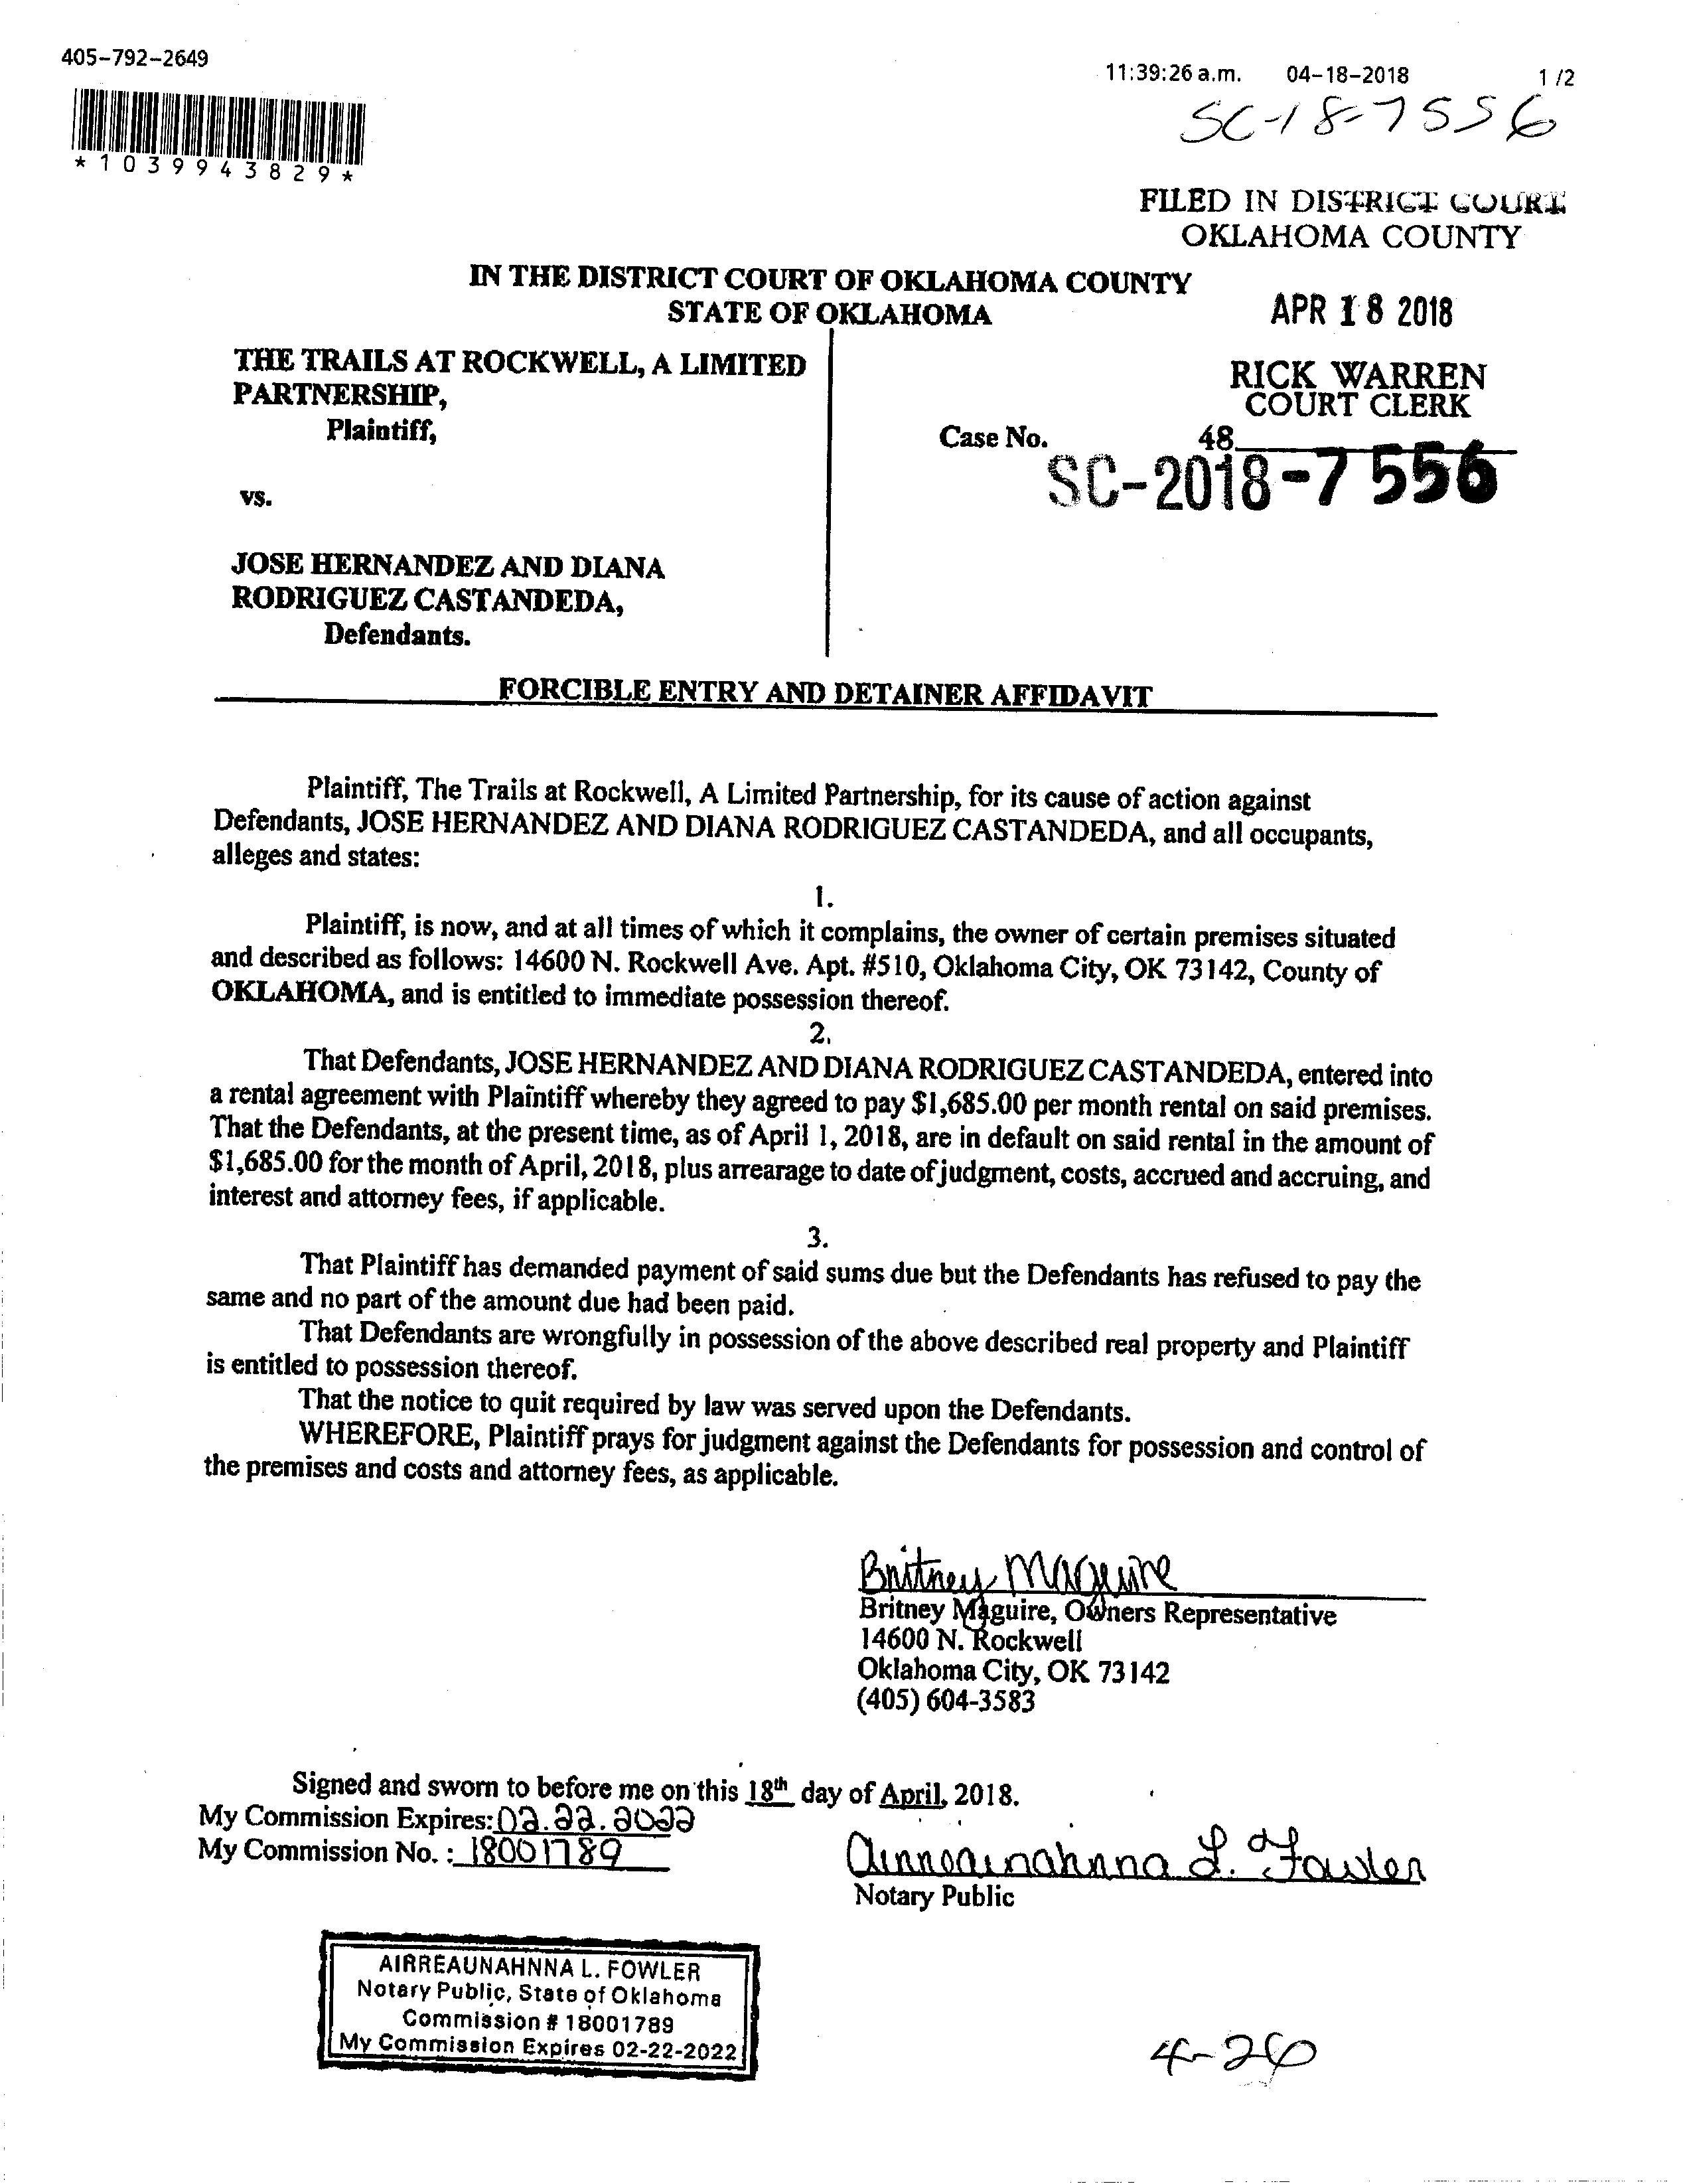 405-792-2649
11:39:26 a.m. 04-18-2018 1/2
*1039943829*
SC-18-7556
FILED IN DISTRICT COURT
OKLAHOMA COUNTY
IN THE DISTRICT COURT OF OKLAHOMA COUNTY
STATE OF OKLAHOMA
APR 18 2018
THE TRAILS AT ROCKWELL, A LIMITED
PARTNERSHIP,
Plaintiff,
RICK WARREN
COURT CLERK
Case No. 48
SC-2018-7556
vs.
JOSE HERNANDEZ AND DIANA
RODRIGUEZ CASTANDEDA,
Defendants.
FORCIBLE ENTRY AND DETAINER AFFIDAVIT
Plaintiff, The Trails at Rockwell, A Limited Partnership, for its cause of action against
Defendants, JOSE HERNANDEZ AND DIANA RODRIGUEZ CASTANDEDA, and all occupants,
alleges and states:
1.
Plaintiff, is now, and at all times of which it complains, the owner of certain premises situated
and described as follows: 14600 N. Rockwell Ave. Apt. #510, Oklahoma City, OK 73142, County of
OKLAHOMA, and is entitled to immediate possession thereof.
2.
That Defendants, JOSE HERNANDEZ AND DIANA RODRIGUEZ CASTANDEDA, entered into
a rental agreement with Plaintiff whereby they agreed to pay $1,685.00 per month rental on said premises.
That the Defendants, at the present time, as of April 1, 2018, are in default on said rental in the amount of
$1,685.00 for the month of April, 2018, plus arrearage to date of judgment, costs, accrued and accruing, and
interest and attorney fees, if applicable.
3.
That Plaintiff has demanded payment of said sums due but the Defendants has refused to pay the
same and no part of the amount due had been paid.
That Defendants are wrongfully in possession of the above described real property and Plaintiff
is entitled to possession thereof.
That the notice to quit required by law was served upon the Defendants.
WHEREFORE, Plaintiff prays for judgment against the Defendants for possession and control of
the premises and costs and attorney fees, as applicable.
Britney Maguire
Britney Maguire, Owners Representative
14600 N. Rockwell
Oklahoma City, OK 73142
(405) 604-3583
Signed and sworn to before me on this 18th day of April, 2018.
My Commission Expires: 02.22.2022
My Commission No. : 18001789
Airreaunahnna L. Fowler
Notary Public
AIRREAUNAHNNA L. FOWLER
Notary Public, State of Oklahoma
Commission # 18001789
My Commission Expires 02-22-2022
4-26